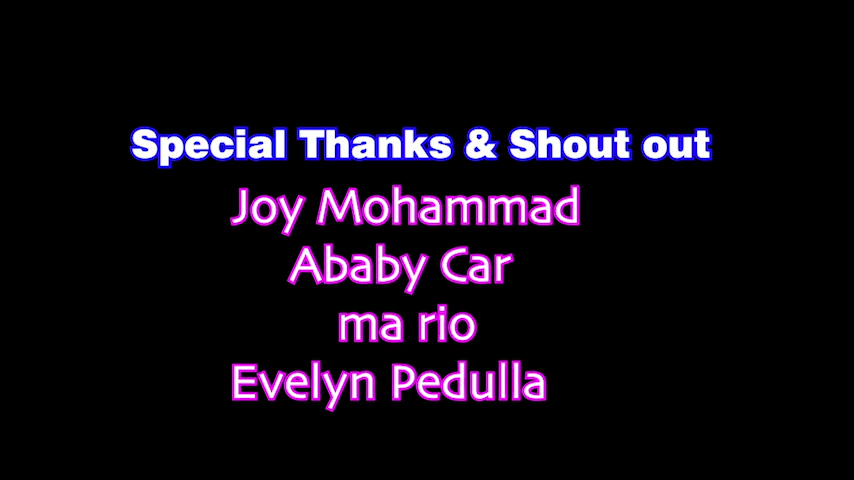 Special Thanks & Shout out
Joy Mohammad
Ababy Car
ma rio
Evelyn Pedulla